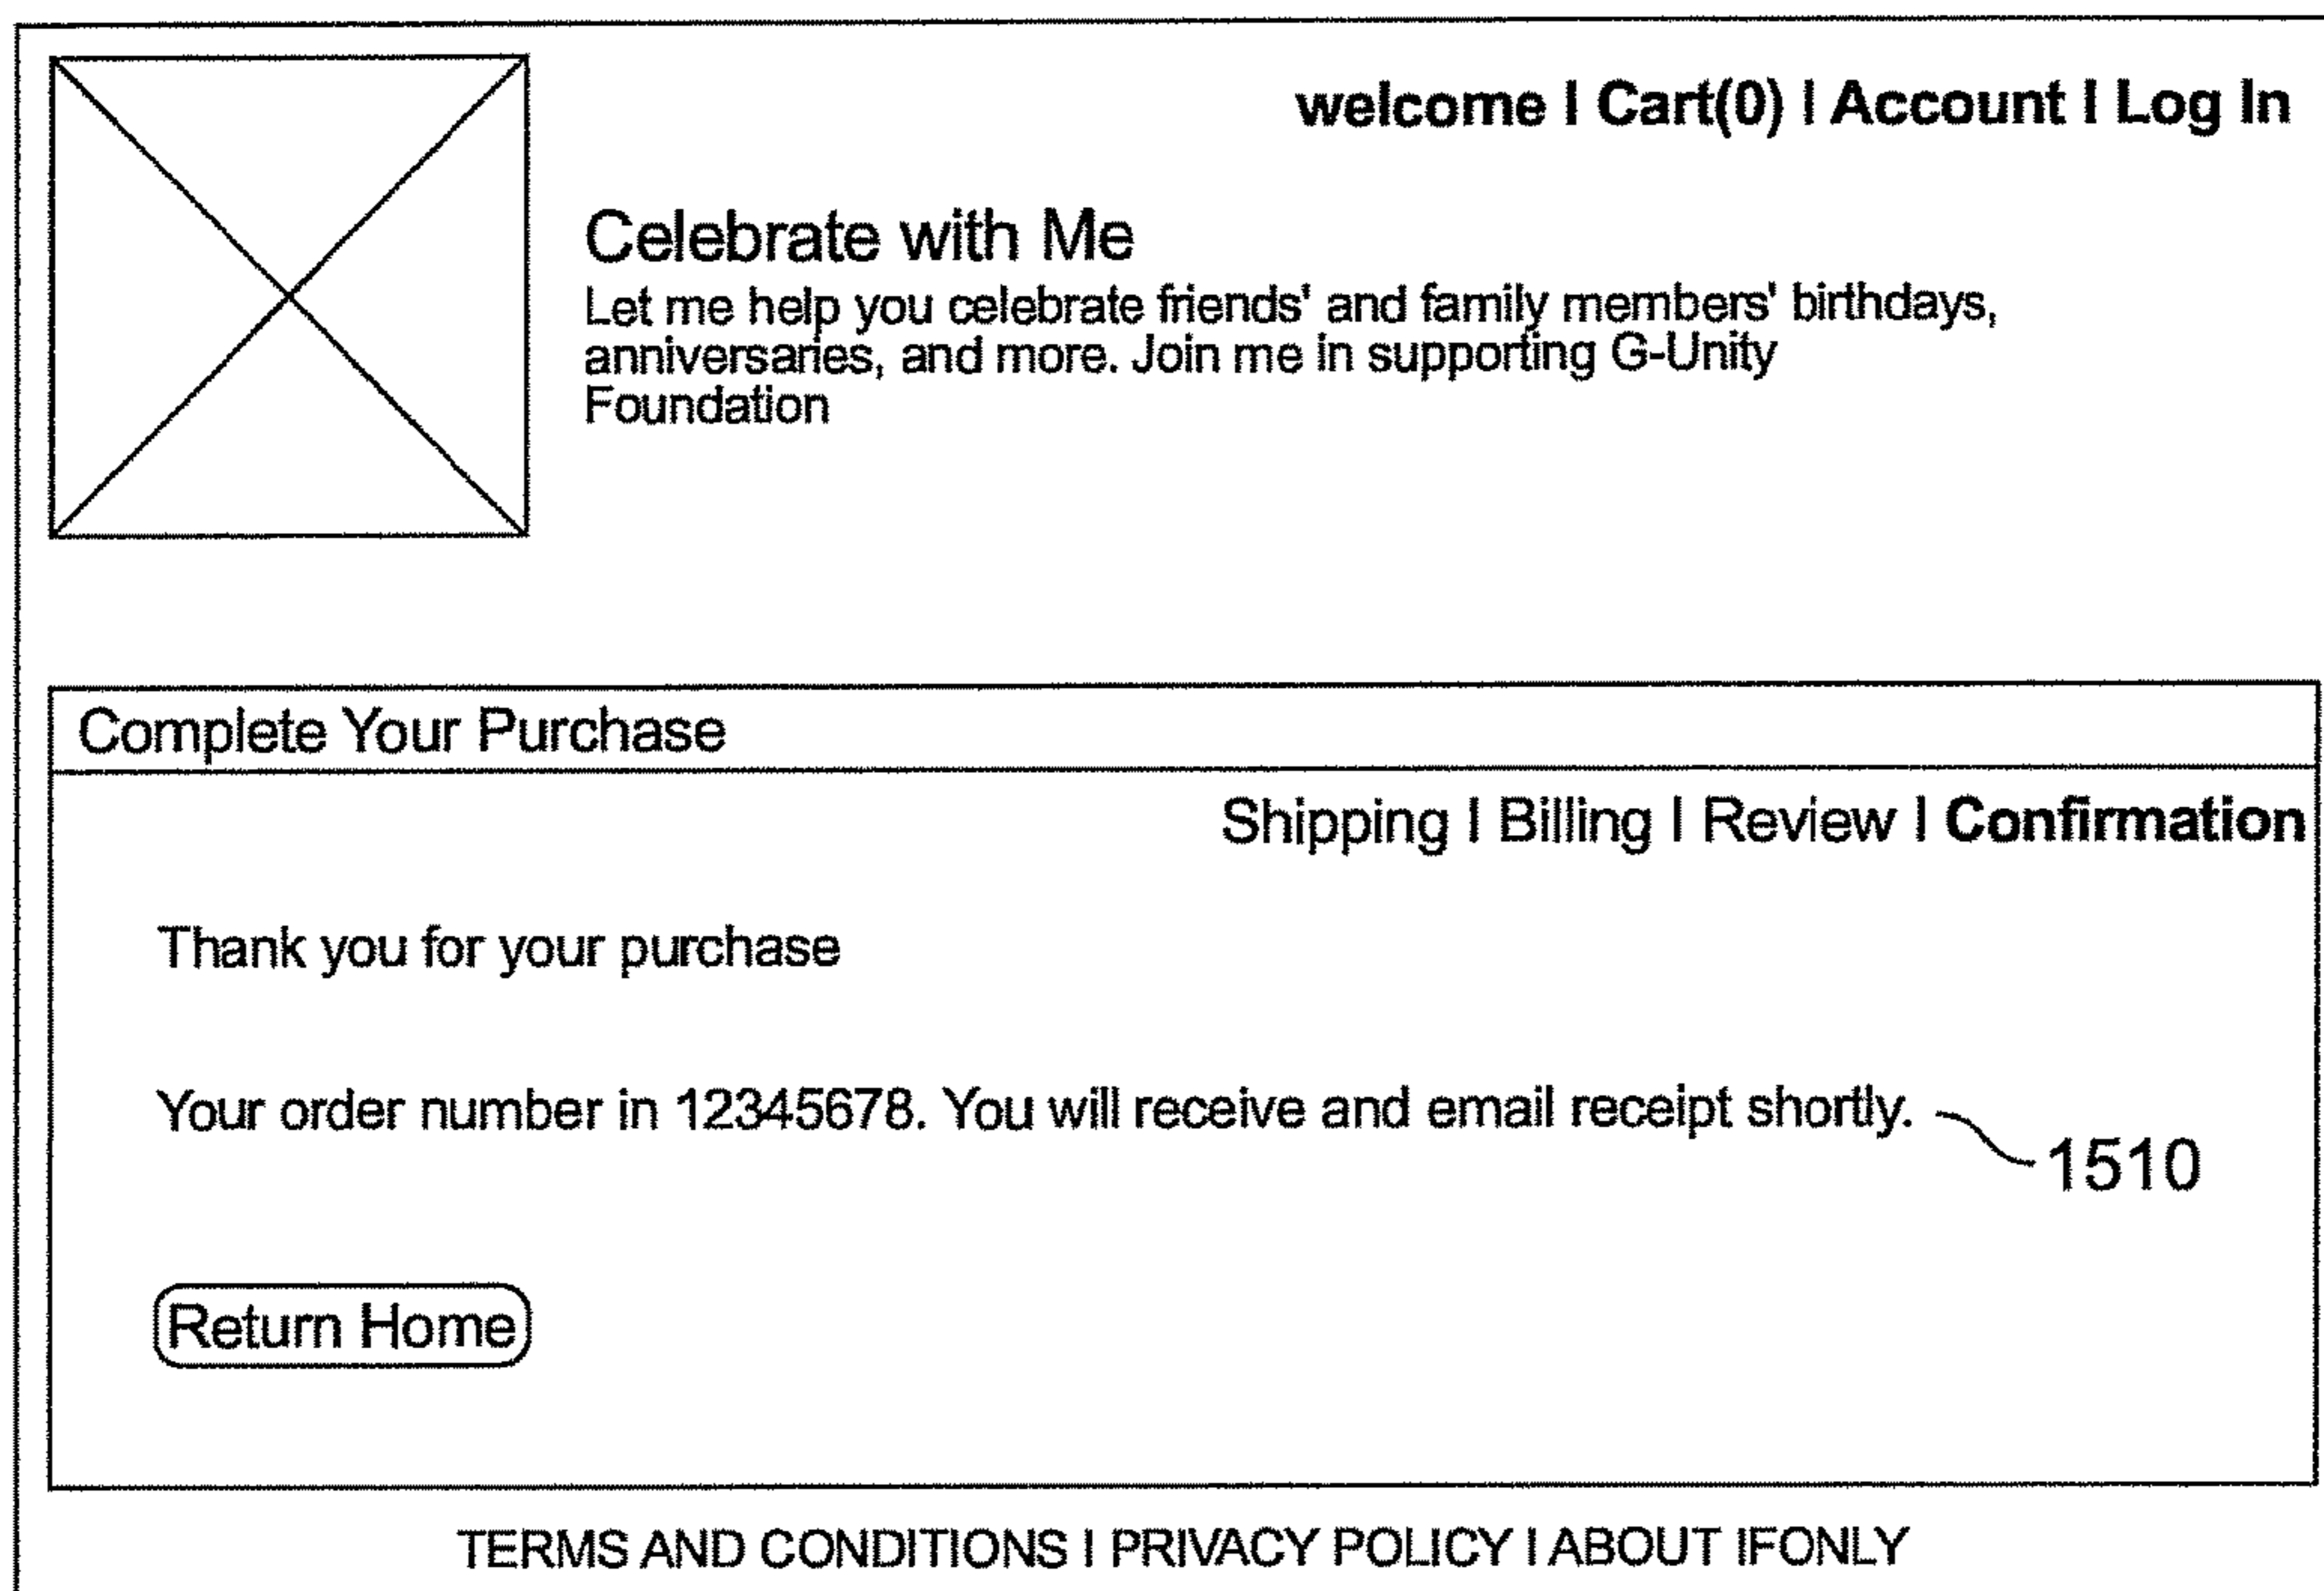 welcome | Cart(0) | Account | Log In
Celebrate with Me
Let me help you celebrate friends' and family members' birthdays,
anniversaries, and more. Join me in supporting G-Unity
Foundation
Complete Your Purchase
Shipping | Billing | Review | Confirmation
Thank you for your purchase
Your order number in 12345678. You will receive and email receipt shortly.
1510
Return Home
TERMS AND CONDITIONS | PRIVACY POLICY | ABOUT IFONLY